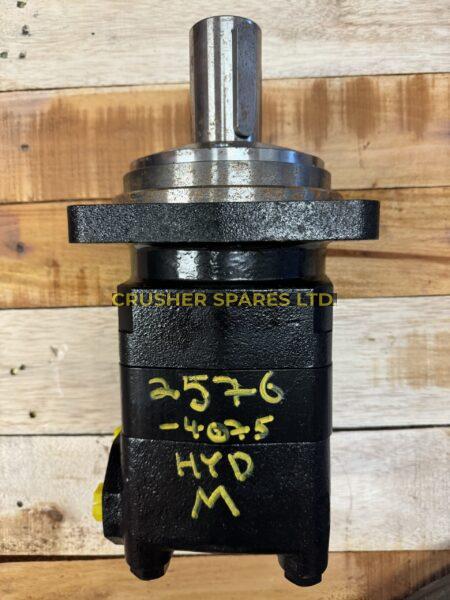 CRUSHER SPARES LTD.
2576
-4075
HYD
M